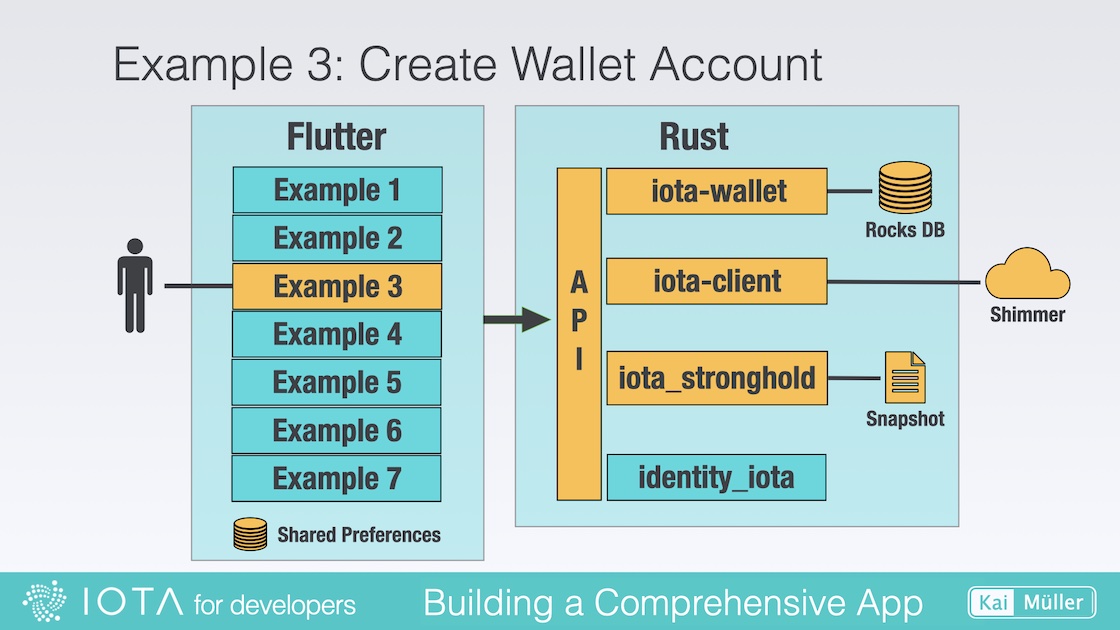 Example 3: Create Wallet Account
Flutter
Example 1
Example 2
Example 3
Example 4
Example 5
Example 6
Example 7
Shared Preferences
Rust
A
P
I
iota-wallet
Rocks DB
iota-client
Shimmer
iota_stronghold
Snapshot
identity_iota
IOTA for developers
Building a Comprehensive App
Kai Müller